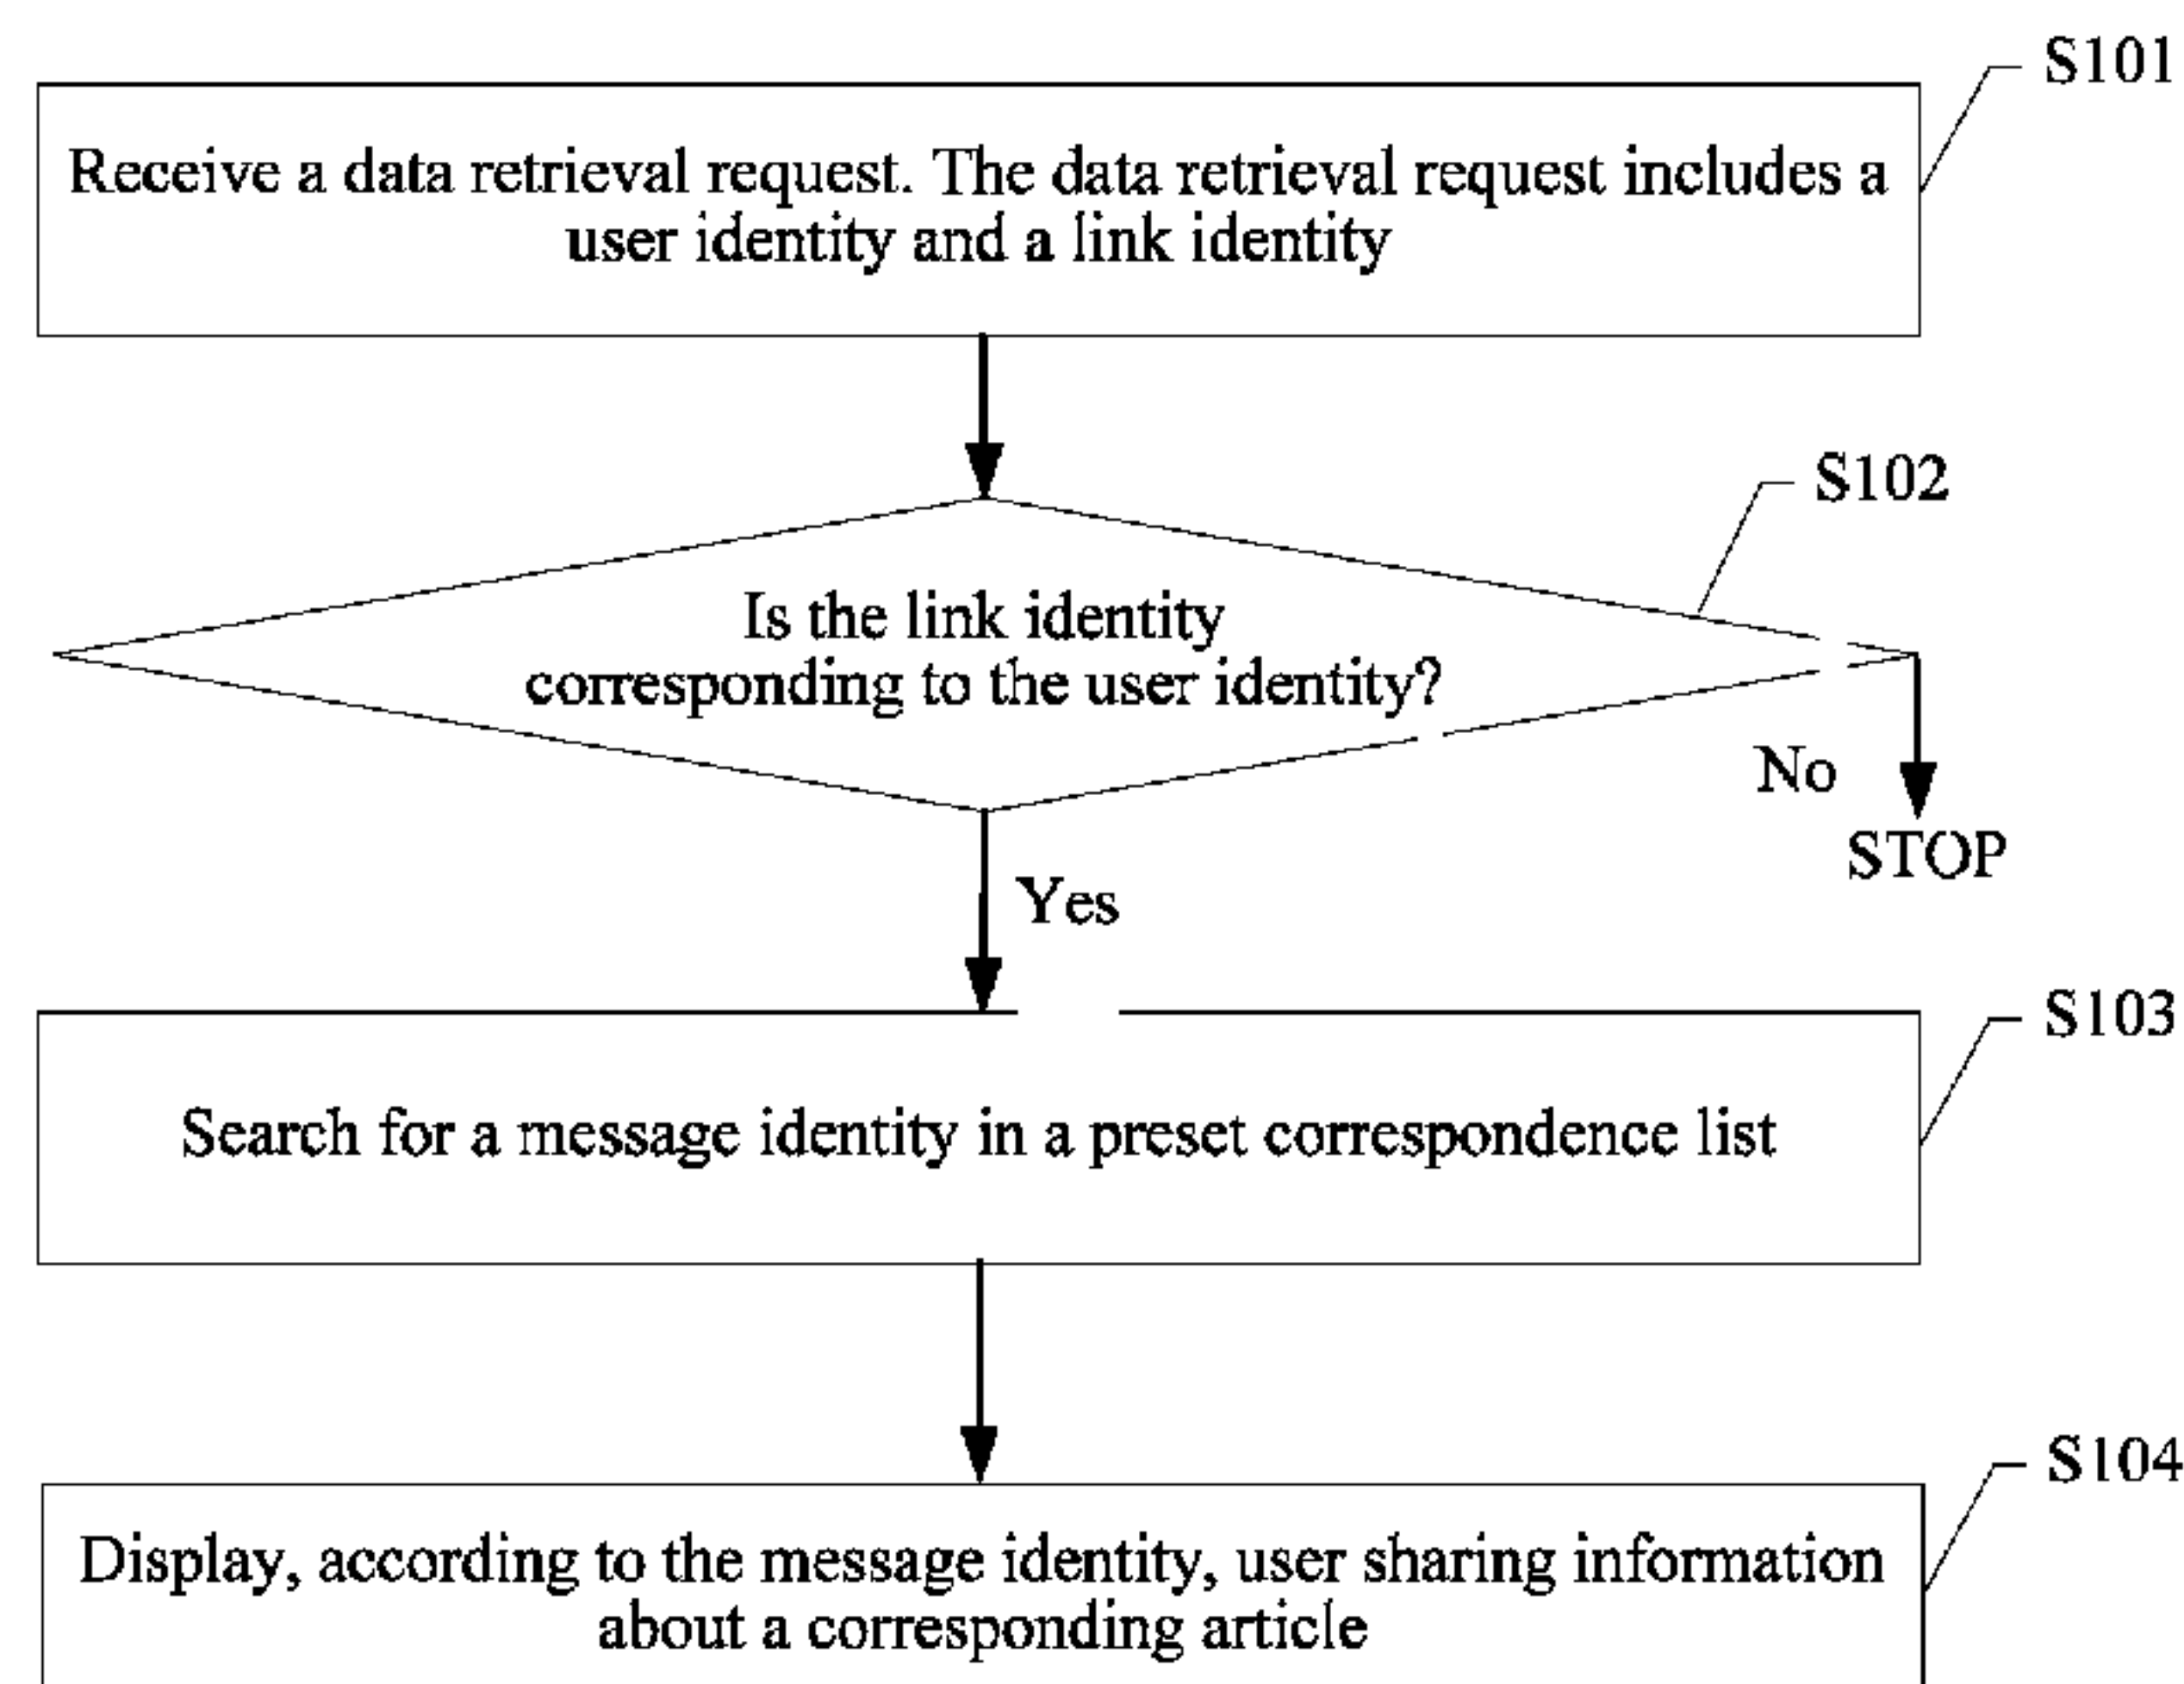 S101
Receive a data retrieval request. The data retrieval request includes a
user identity and a link identity
S102
Is the link identity
corresponding to the user identity?
No
STOP
Yes
S103
Search for a message identity in a preset correspondence list
S104
Display, according to the message identity, user sharing information
about a corresponding article